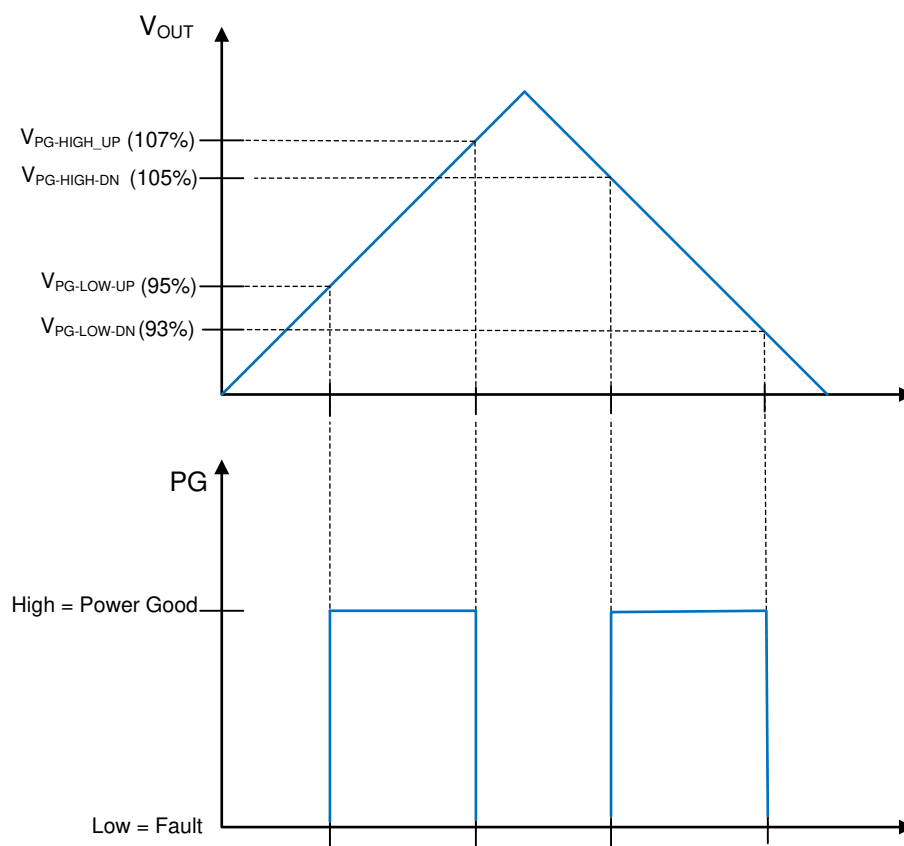 VOUT
VPG-HIGH_UP (107%)
VPG-HIGH-DN (105%)
VPG-LOW-UP (95%)
VPG-LOW-DN (93%)
PG
High = Power Good
Low = Fault